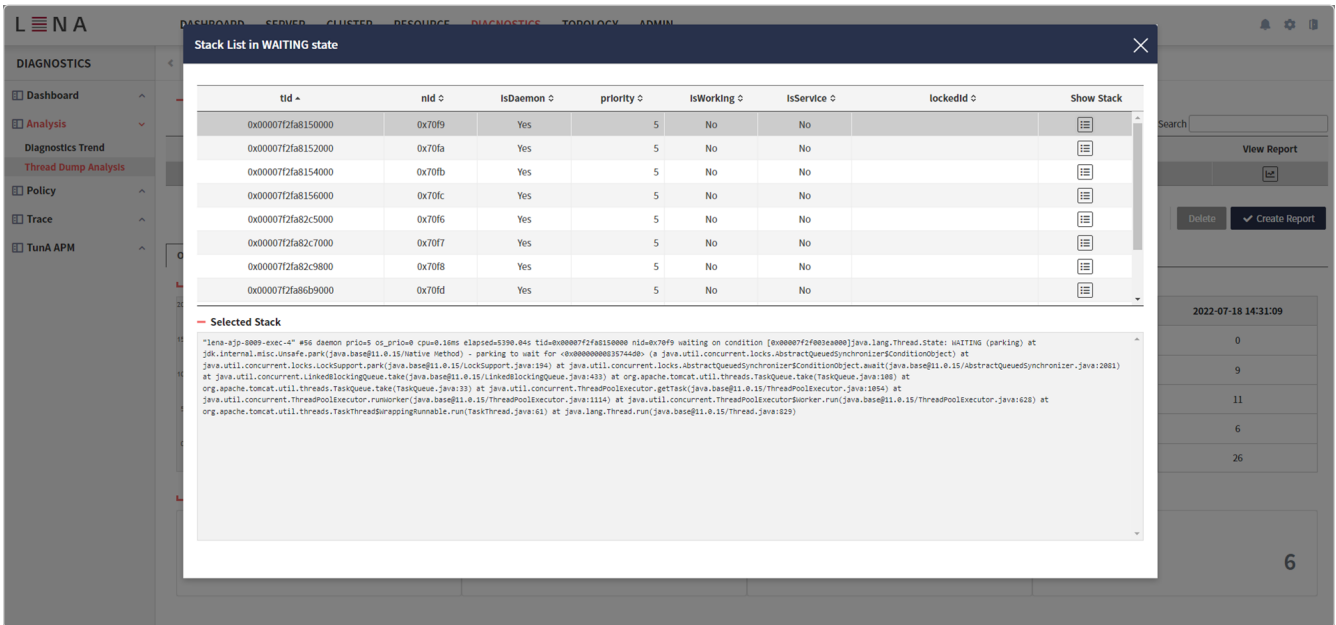 LENA
DASHBOARD SERVER CLUSTER RESOURCE DIAGNOSTICS TOPOLOGY ADMIN
Stack List in WAITING state
DIAGNOSTICS
Dashboard
Analysis
Diagnostics Trend
Thread Dump Analysis
Policy
Trace
TunA APM
tid nid isDaemon priority isWorking isService lockedId Show Stack
0x00007f2fa8150000 0x70f9 Yes 5 No No
0x00007f2fa8152000 0x70fa Yes 5 No No
0x00007f2fa8154000 0x70fb Yes 5 No No
0x00007f2fa8156000 0x70fc Yes 5 No No
0x00007f2fa82c5000 0x70f6 Yes 5 No No
0x00007f2fa82c7000 0x70f7 Yes 5 No No
0x00007f2fa82c9800 0x70f8 Yes 5 No No
0x00007f2fa86b9000 0x70fd Yes 5 No No
Search
View Report
Delete Create Report
Selected Stack
"lena-ajp-8009-exec-4" #56 daemon prio=5 os_prio=0 cpu=0.16ms elapsed=5390.04s tid=0x00007f2fa8150000 nid=0x70f9 waiting on condition [0x00007f2f003ea000]java.lang.Thread.State: WAITING (parking) at
jdk.internal.misc.Unsafe.park(java.base@11.0.15/Native Method) - parking to wait for <0x00000000835744d0> (a java.util.concurrent.locks.AbstractQueuedSynchronizer$ConditionObject) at
java.util.concurrent.locks.LockSupport.park(java.base@11.0.15/LockSupport.java:194) at java.util.concurrent.locks.AbstractQueuedSynchronizer$ConditionObject.await(java.base@11.0.15/AbstractQueuedSynchronizer.java:2081)
at java.util.concurrent.LinkedBlockingQueue.take(java.base@11.0.15/LinkedBlockingQueue.java:433) at org.apache.tomcat.util.threads.TaskQueue.take(TaskQueue.java:108) at
org.apache.tomcat.util.threads.TaskQueue.take(TaskQueue.java:33) at java.util.concurrent.ThreadPoolExecutor.getTask(java.base@11.0.15/ThreadPoolExecutor.java:1054) at
java.util.concurrent.ThreadPoolExecutor.runWorker(java.base@11.0.15/ThreadPoolExecutor.java:1114) at java.util.concurrent.ThreadPoolExecutor$Worker.run(java.base@11.0.15/ThreadPoolExecutor.java:628) at
org.apache.tomcat.util.threads.TaskThread$WrappingRunnable.run(TaskThread.java:61) at java.lang.Thread.run(java.base@11.0.15/Thread.java:829)
2022-07-18 14:31:09
0
9
11
6
26
6